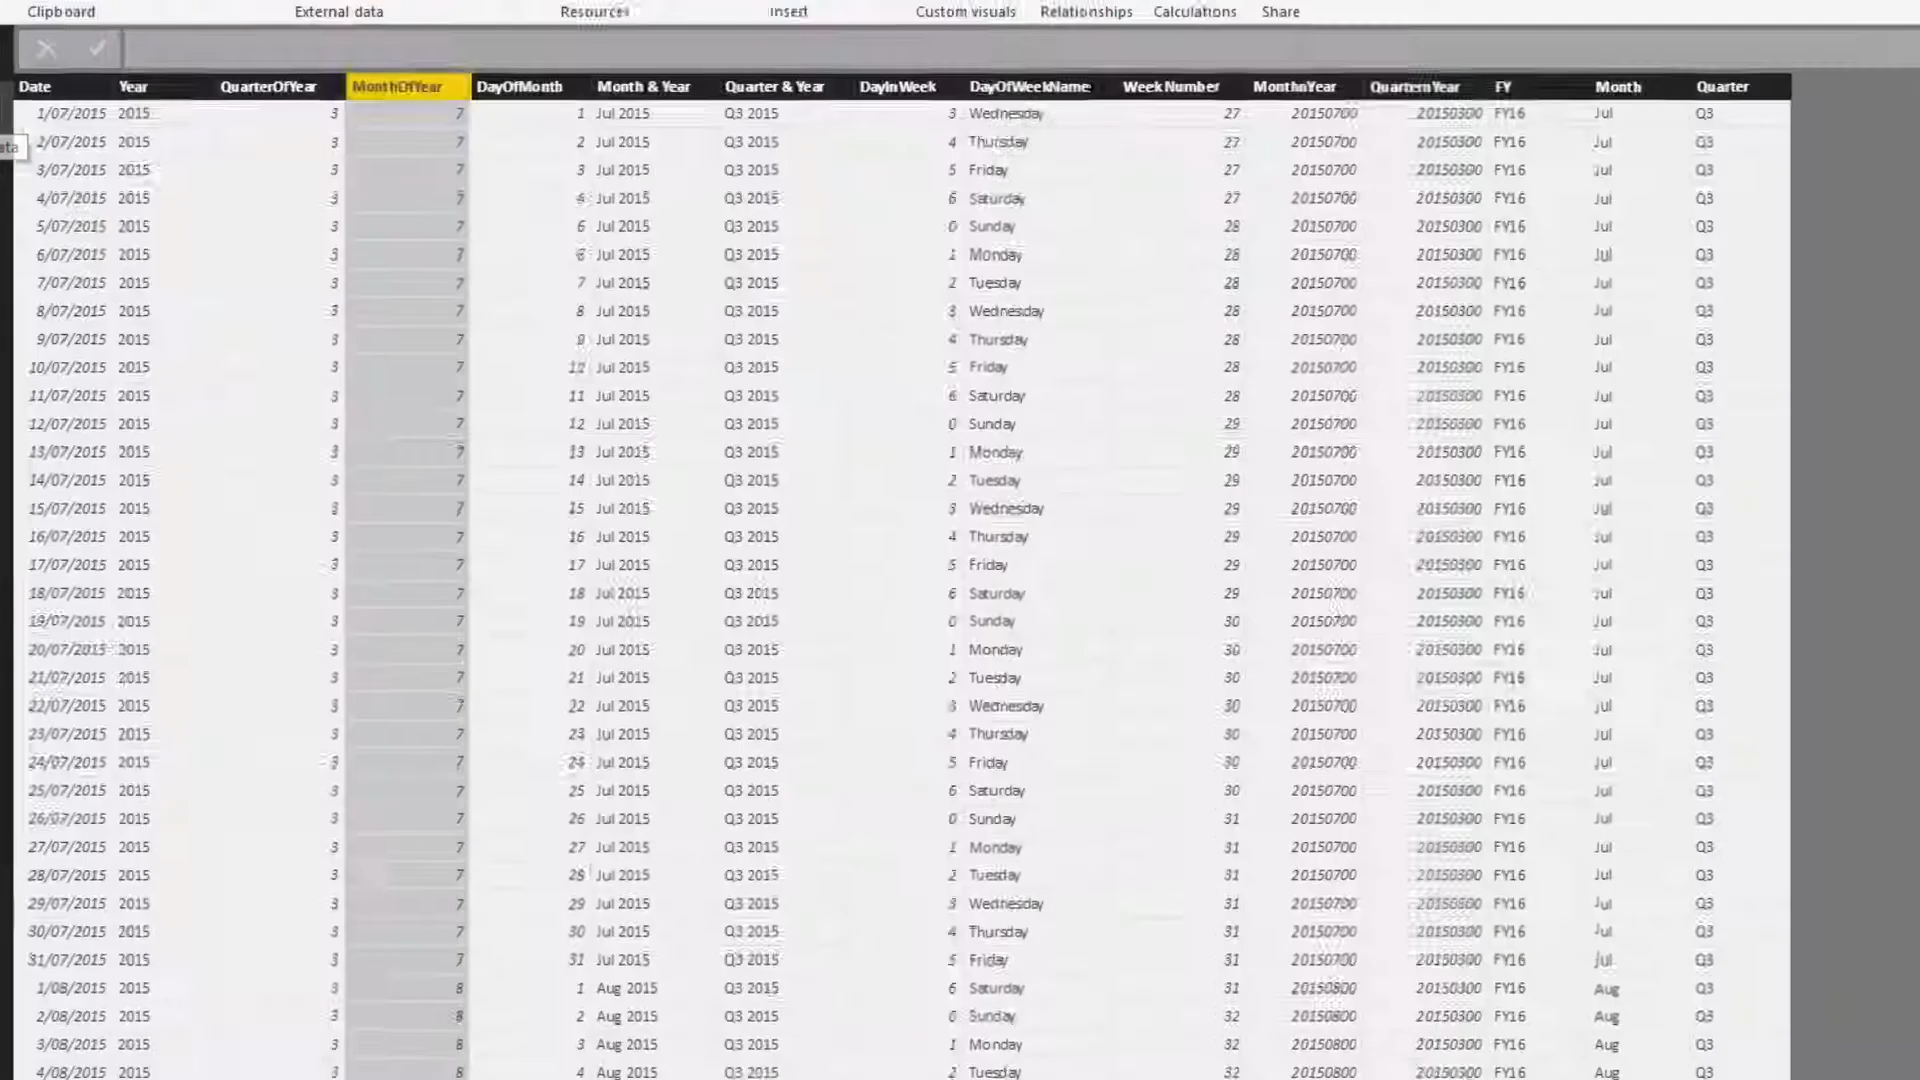 Clipboard External data Resources Insert Custom visuals Relationships Calculations Share
Date Year QuarterOfYear MonthOfYear DayOfMonth Month & Year Quarter & Year DayInWeek DayOfWeekName Week Number MonthnYear QuarternYear FY Month Quarter
1/07/2015 2015 3 7 1 Jul 2015 Q3 2015 3 Wednesday 27 20150700 20150300 FY16 Jul Q3
ata
2/07/2015 2015 3 7 2 Jul 2015 Q3 2015 4 Thursday 27 20150700 20150300 FY16 Jul Q3
3/07/2015 2015 3 7 3 Jul 2015 Q3 2015 5 Friday 27 20150700 20150300 FY16 Jul Q3
4/07/2015 2015 3 7 4 Jul 2015 Q3 2015 6 Saturday 27 20150700 20150300 FY16 Jul Q3
5/07/2015 2015 3 7 Jul 2015 Q3 2015 0 Sunday 28 20150700 20150300 FY16 Jul Q3
6/07/2015 2015 3 7 6 Jul 2015 Q3 2015 1 Monday 28 20150700 20150300 FY16 Jul Q3
7/07/2015 2015 3 7 7 Jul 2015 Q3 2015 2 Tuesday 28 20150700 20150300 FY16 Jul Q3
8/07/2015 2015 3 7 8 Jul 2015 Q3 2015 3 Wednesday 28 20150700 20150300 FY16 Jul Q3
9/07/2015 2015 3 7 9 Jul 2015 Q3 2015 4 Thursday 28 20150700 20150300 FY16 Jul Q3
10/07/2015 2015 3 7 Jul 2015 Q3 2015 5 Friday 28 20150700 20150300 FY16 Jul Q3
11/07/2015 2015 3 7 11 Jul 2015 Q3 2015 6 Saturday 28 20150700 20150300 FY16 Jul Q3
12/07/2015 2015 3 7 12 Jul 2015 Q3 2015 0 Sunday 29 20150700 20150300 FY16 Jul Q3
13/07/2015 2015 3 7 13 Jul 2015 Q3 2015 1 Monday 29 20150700 20150300 FY16 Jul Q3
14/07/2015 2015 3 7 14 Jul 2015 Q3 2015 2 Tuesday 29 20150700 20150300 FY16 Jul Q3
15/07/2015 2015 3 7 15 Jul 2015 Q3 2015 3 Wednesday 29 20150700 20150300 FY16 Jul Q3
16/07/2015 2015 3 7 16 Jul 2015 Q3 2015 4 Thursday 29 20150700 20150300 FY16 Jul Q3
17/07/2015 2015 3 7 17 Jul 2015 Q3 2015 5 Friday 29 20150700 20150300 FY16 Jul Q3
18/07/2015 2015 3 7 18 Jul 2015 Q3 2015 6 Saturday 29 20150700 20150300 FY16 Jul Q3
19/07/2015 2015 3 7 19 Jul 2015 Q3 2015 0 Sunday 30 20150700 20150300 FY16 Jul Q3
20/07/2015 2015 3 7 20 Jul 2015 Q3 2015 1 Monday 30 20150700 20150300 FY16 Jul Q3
21/07/2015 2015 3 7 21 Jul 2015 Q3 2015 2 Tuesday 30 20150700 20150300 FY16 Jul Q3
22/07/2015 2015 3 7 22 Jul 2015 Q3 2015 3 Wednesday 30 20150700 20150300 FY16 Jul Q3
23/07/2015 2015 3 7 23 Jul 2015 Q3 2015 4 Thursday 30 20150700 20150300 FY16 Jul Q3
24/07/2015 2015 3 7 24 Jul 2015 Q3 2015 5 Friday 30 20150700 20150300 FY16 Jul Q3
25/07/2015 2015 3 7 25 Jul 2015 Q3 2015 6 Saturday 30 20150700 20150300 FY16 Jul Q3
26/07/2015 2015 3 7 26 Jul 2015 Q3 2015 0 Sunday 31 20150700 20150300 FY16 Jul Q3
27/07/2015 2015 3 7 27 Jul 2015 Q3 2015 1 Monday 31 20150700 20150300 FY16 Jul Q3
28/07/2015 2015 3 7 28 Jul 2015 Q3 2015 2 Tuesday 31 20150700 20150300 FY16 Jul Q3
29/07/2015 2015 3 7 29 Jul 2015 Q3 2015 3 Wednesday 31 20150700 20150300 FY16 Jul Q3
30/07/2015 2015 3 7 30 Jul 2015 Q3 2015 4 Thursday 31 20150700 20150300 FY16 Jul Q3
31/07/2015 2015 3 7 31 Jul 2015 Q3 2015 5 Friday 31 20150700 20150300 FY16 Jul Q3
1/08/2015 2015 3 8 1 Aug 2015 Q3 2015 6 Saturday 31 20150800 20150300 FY16 Aug Q3
2/08/2015 2015 3 8 2 Aug 2015 Q3 2015 0 Sunday 32 20150800 20150300 FY16 Aug Q3
3/08/2015 2015 3 8 3 Aug 2015 Q3 2015 1 Monday 32 20150800 20150300 FY16 Aug Q3
4/08/2015 2015 3 8 4 Aug 2015 Q3 2015 2 Tuesday 32 20150800 20150300 FY16 Aug Q3